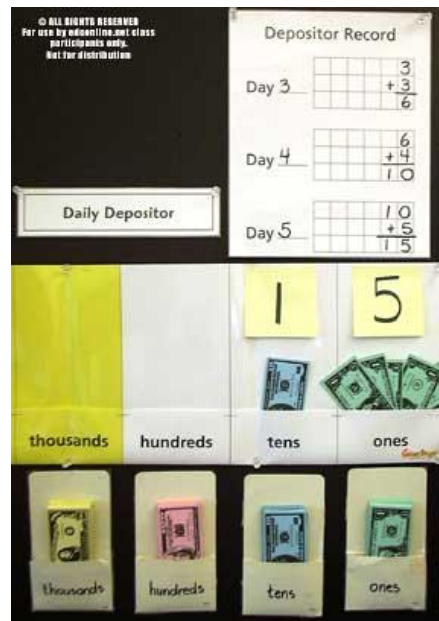 © ALL RIGHTS RESERVED
For use by edconline.net class
participants only.
Not for distribution
Depositor Record
Day 3
3
+ 3
6
Day 4
6
+ 4
10
Daily Depositor
Day 5
10
+ 5
15
1 5
thousands hundreds tens ones
thousands hundreds tens ones